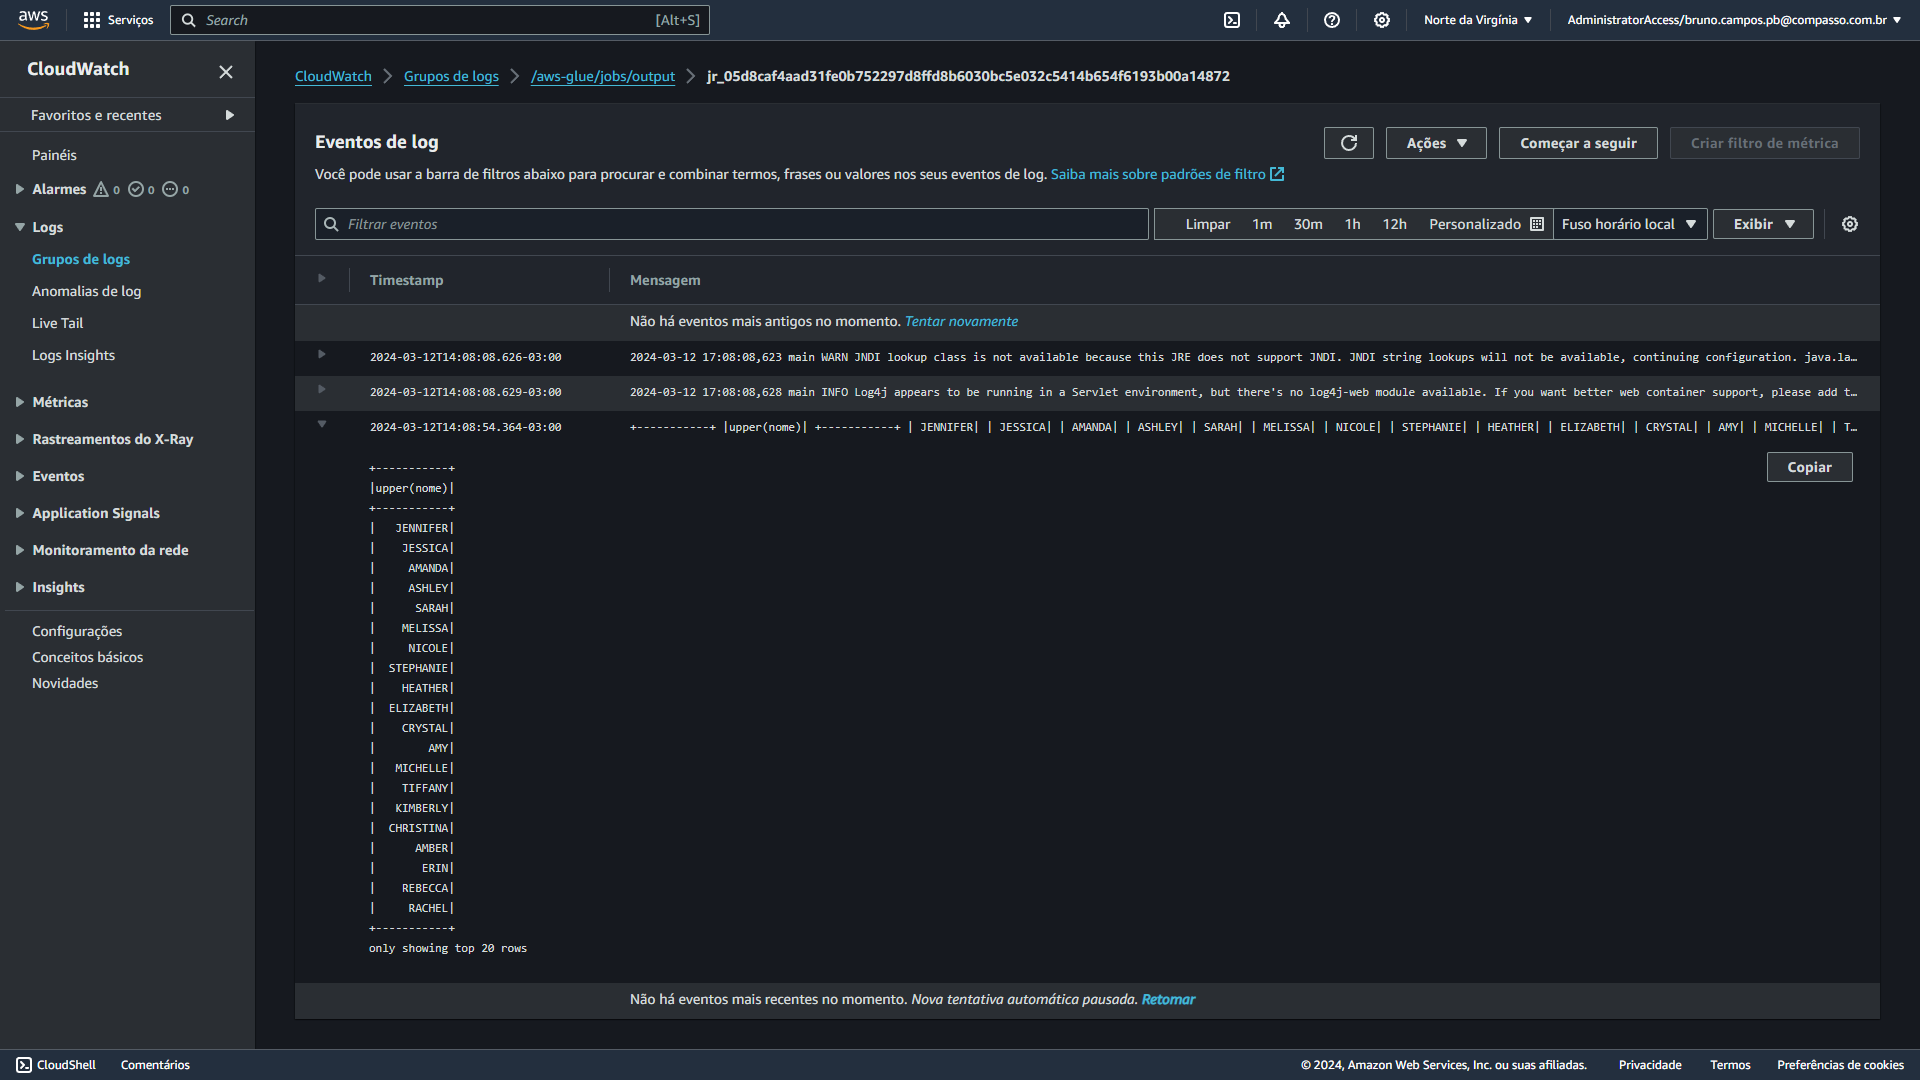 aws Serviços Search [Alt+S] Norte da Virgínia ▼ AdministratorAccess/bruno.campos.pb@compasso.com.br ▼
CloudWatch
Favoritos e recentes
Painéis
Alarmes 0 0 0
Logs
Grupos de logs
Anomalias de log
Live Tail
Logs Insights
Métricas
Rastreamentos do X-Ray
Eventos
Application Signals
Monitoramento da rede
Insights
Configurações
Conceitos básicos
Novidades
CloudWatch > Grupos de logs > /aws-glue/jobs/output > jr_05d8caf4aad31fe0b752297d8ffd8b6030bc5e032c5414b654f6193b00a14872
Eventos de log
Ações ▼ Começar a seguir Criar filtro de métrica
Você pode usar a barra de filtros abaixo para procurar e combinar termos, frases ou valores nos seus eventos de log. Saiba mais sobre padrões de filtro
Filtrar eventos Limpar 1m 30m 1h 12h Personalizado Fuso horário local ▼ Exibir ▼
Timestamp Mensagem
Não há eventos mais antigos no momento. Tentar novamente
2024-03-12T14:08:08.626-03:00 2024-03-12 17:08:08,623 main WARN JNDI lookup class is not available because this JRE does not support JNDI. JNDI string lookups will not be available, continuing configuration. java.la…
2024-03-12T14:08:08.629-03:00 2024-03-12 17:08:08,628 main INFO Log4j appears to be running in a Servlet environment, but there's no log4j-web module available. If you want better web container support, please add t…
2024-03-12T14:08:54.364-03:00 +-----------+ |upper(nome)| +-----------+ | JENNIFER| | JESSICA| | AMANDA| | ASHLEY| | SARAH| | MELISSA| | NICOLE| | STEPHANIE| | HEATHER| | ELIZABETH| | CRYSTAL| | AMY| | MICHELLE| | T…
Copiar
+-----------+
|upper(nome)|
+-----------+
|   JENNIFER|
|    JESSICA|
|     AMANDA|
|     ASHLEY|
|      SARAH|
|    MELISSA|
|     NICOLE|
|  STEPHANIE|
|    HEATHER|
|  ELIZABETH|
|    CRYSTAL|
|        AMY|
|   MICHELLE|
|    TIFFANY|
|   KIMBERLY|
|  CHRISTINA|
|      AMBER|
|       ERIN|
|    REBECCA|
|     RACHEL|
+-----------+
only showing top 20 rows
Não há eventos mais recentes no momento. Nova tentativa automática pausada. Retomar
CloudShell Comentários © 2024, Amazon Web Services, Inc. ou suas afiliadas. Privacidade Termos Preferências de cookies